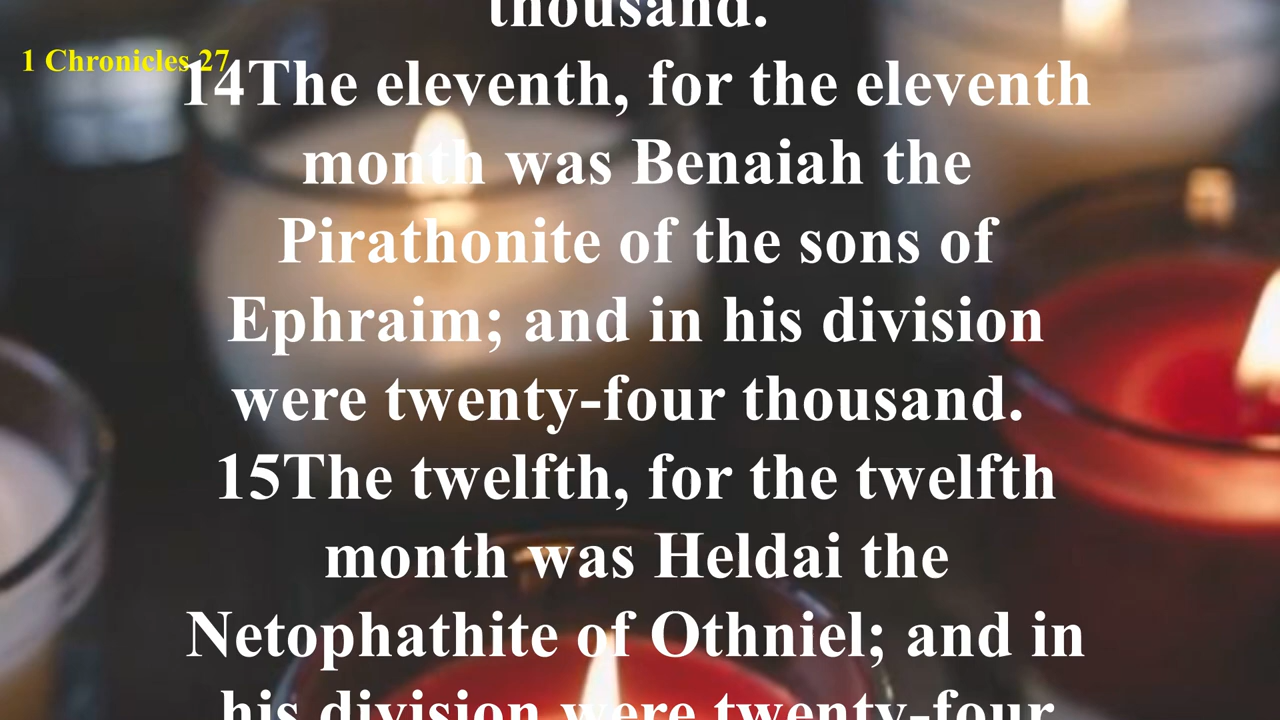 thousand.
1 Chronicles 27
14The eleventh, for the eleventh
month was Benaiah the
Pirathonite of the sons of
Ephraim; and in his division
were twenty-four thousand.
15The twelfth, for the twelfth
month was Heldai the
Netophathite of Othniel; and in
his division were twenty-four